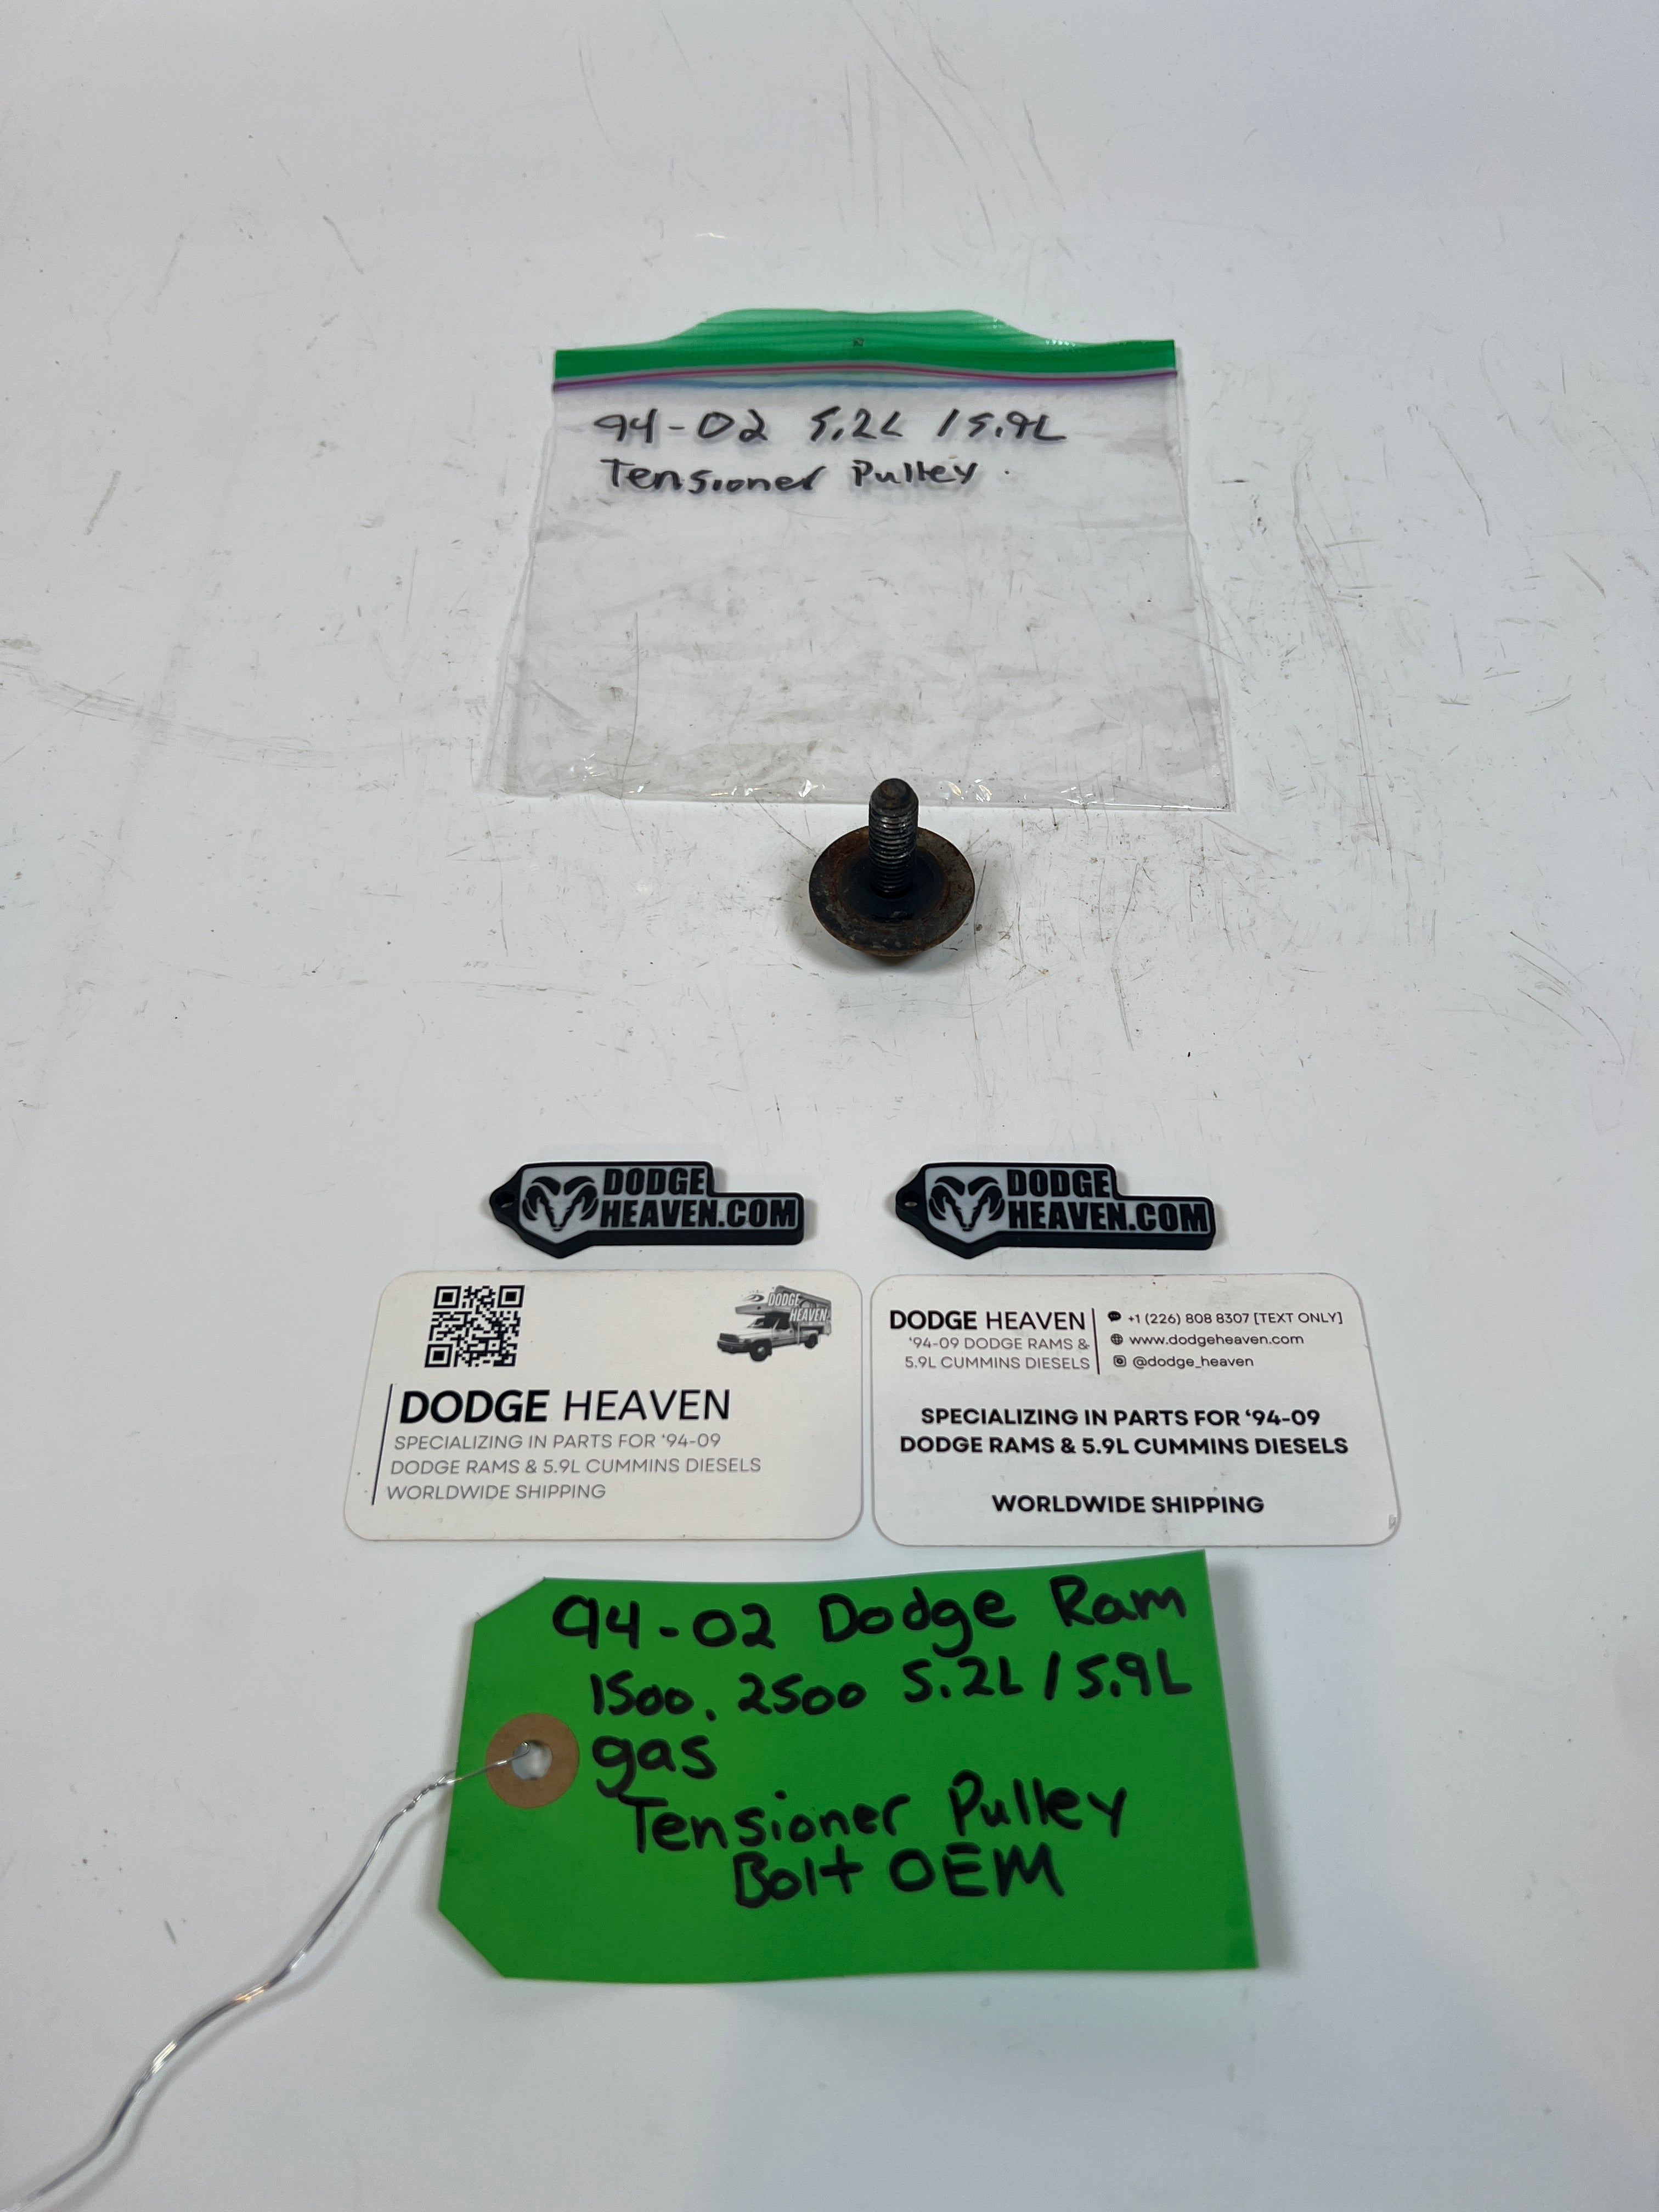 94-02 5.2L / 5.9L
Tensioner Pulley
DODGE
HEAVEN.COM
DODGE
HEAVEN.COM
DODGE
HEAVEN
DODGE HEAVEN
SPECIALIZING IN PARTS FOR '94-09
DODGE RAMS & 5.9L CUMMINS DIESELS
WORLDWIDE SHIPPING
DODGE HEAVEN
'94-09 DODGE RAMS &
5.9L CUMMINS DIESELS
+1 (226) 808 8307 [TEXT ONLY]
www.dodgeheaven.com
@dodge_heaven
SPECIALIZING IN PARTS FOR '94-09
DODGE RAMS & 5.9L CUMMINS DIESELS
WORLDWIDE SHIPPING
94-02 Dodge Ram
1500, 2500 5.2L / 5.9L
gas
Tensioner Pulley
Bolt OEM